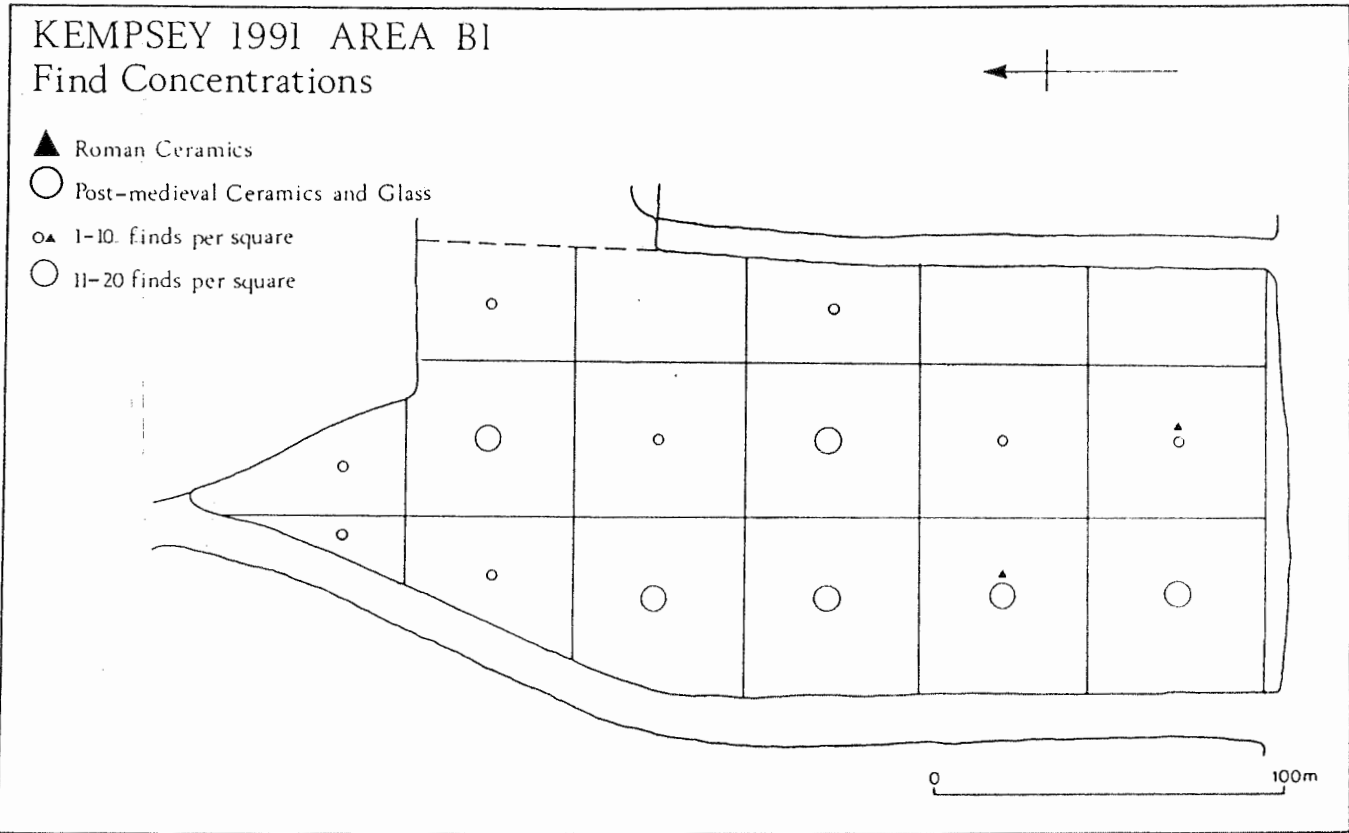 KEMPSEY 1991 AREA B1
Find Concentrations
Roman Ceramics
Post-medieval Ceramics and Glass
1-10 finds per square
11-20 finds per square
0 100m